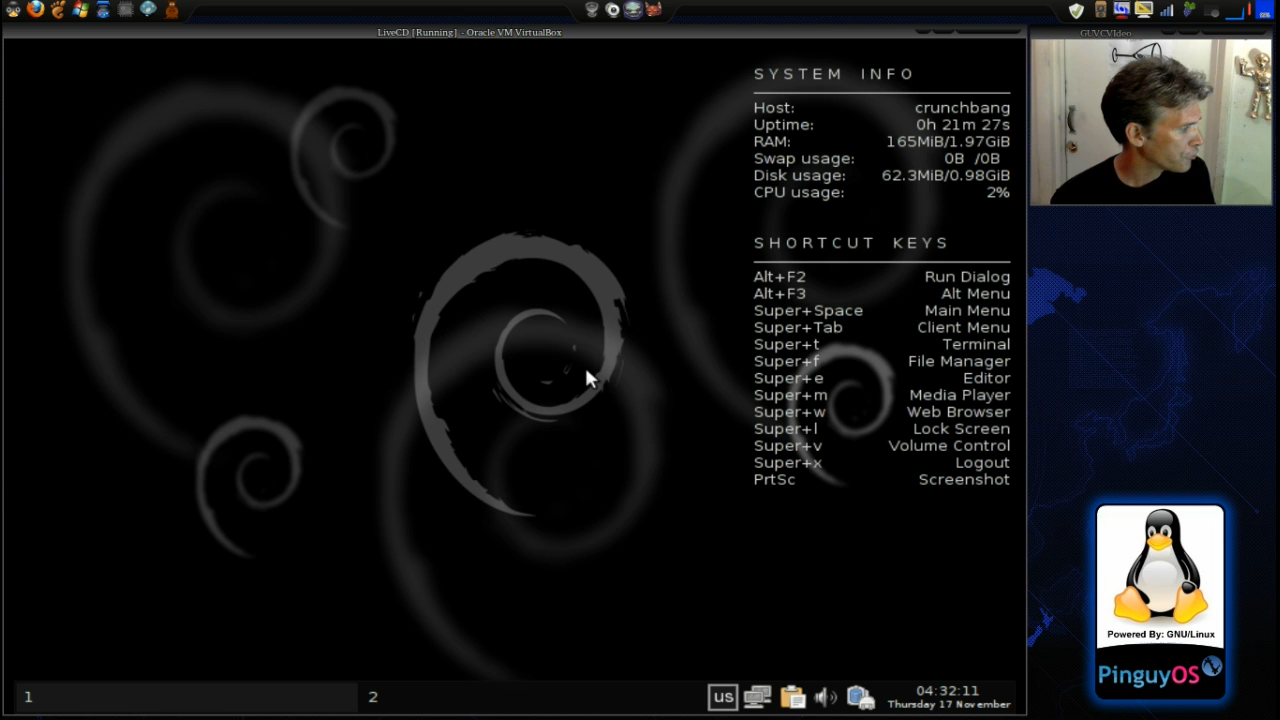 LiveCD [Running] - Oracle VM VirtualBox
GUVCVideo
SYSTEM INFO
Host: crunchbang
Uptime: 0h 21m 27s
RAM: 165MiB/1.97GiB
Swap usage: 0B /0B
Disk usage: 62.3MiB/0.98GiB
CPU usage: 2%
SHORTCUT KEYS
Alt+F2 Run Dialog
Alt+F3 Alt Menu
Super+Space Main Menu
Super+Tab Client Menu
Super+t Terminal
Super+f File Manager
Super+e Editor
Super+m Media Player
Super+w Web Browser
Super+l Lock Screen
Super+v Volume Control
Super+x Logout
PrtSc Screenshot
Powered By: GNU/Linux
PinguyOS
1
2
us
04:32:11
Thursday 17 November